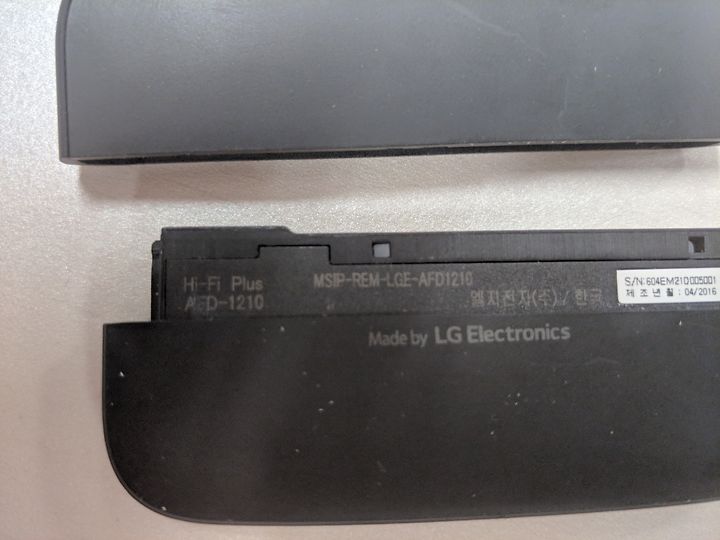 Hi-Fi Plus
AFD-1210
MSIP-REM-LGE-AFD1210
엘지전자(주) / 한국
S/N:604EM21D005001
제 조 년 월 : 04/2016
Made by LG Electronics